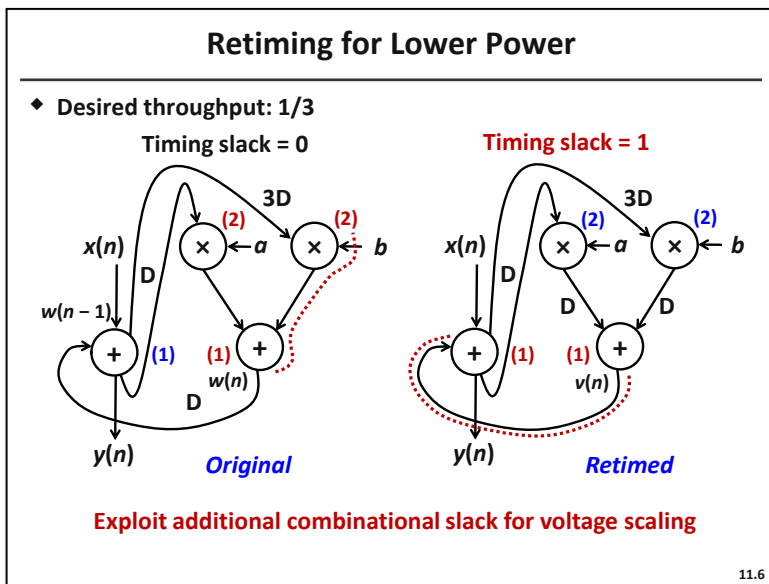 Retiming for Lower Power
◆ Desired throughput: 1/3
Timing slack = 0
3D
(2)
(2)
x(n)
×
a
×
b
D
w(n – 1)
+
(1)
(1)
+
w(n)
D
y(n)
Original
Timing slack = 1
3D
(2)
(2)
x(n)
×
a
×
b
D
D
D
+
(1)
(1)
+
v(n)
y(n)
Retimed
Exploit additional combinational slack for voltage scaling
11.6